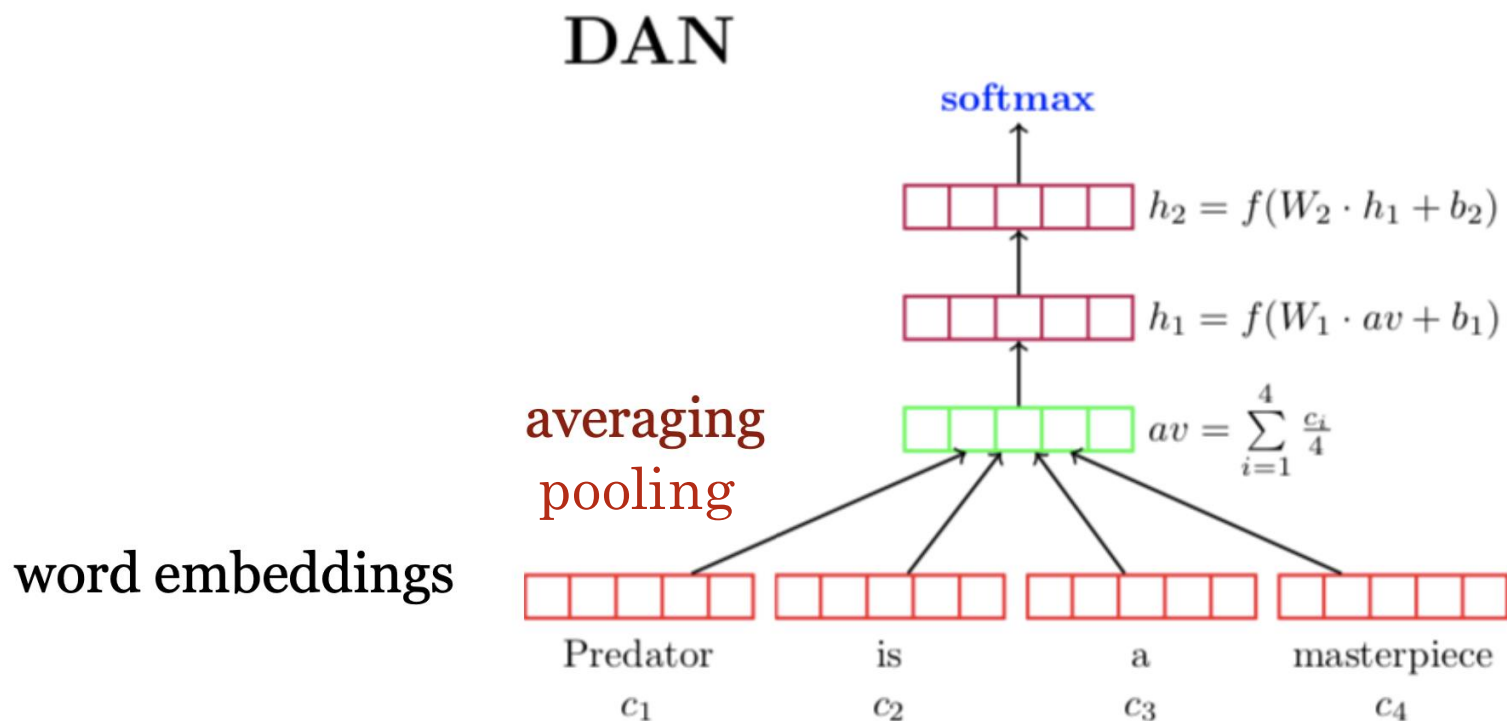 DAN
softmax
h₂ = f(W₂ · h₁ + b₂)
h₁ = f(W₁ · av + b₁)
averaging
pooling
av = ∑_{i=1}^{4} c_i/4
word embeddings
Predator is a masterpiece
c₁ c₂ c₃ c₄